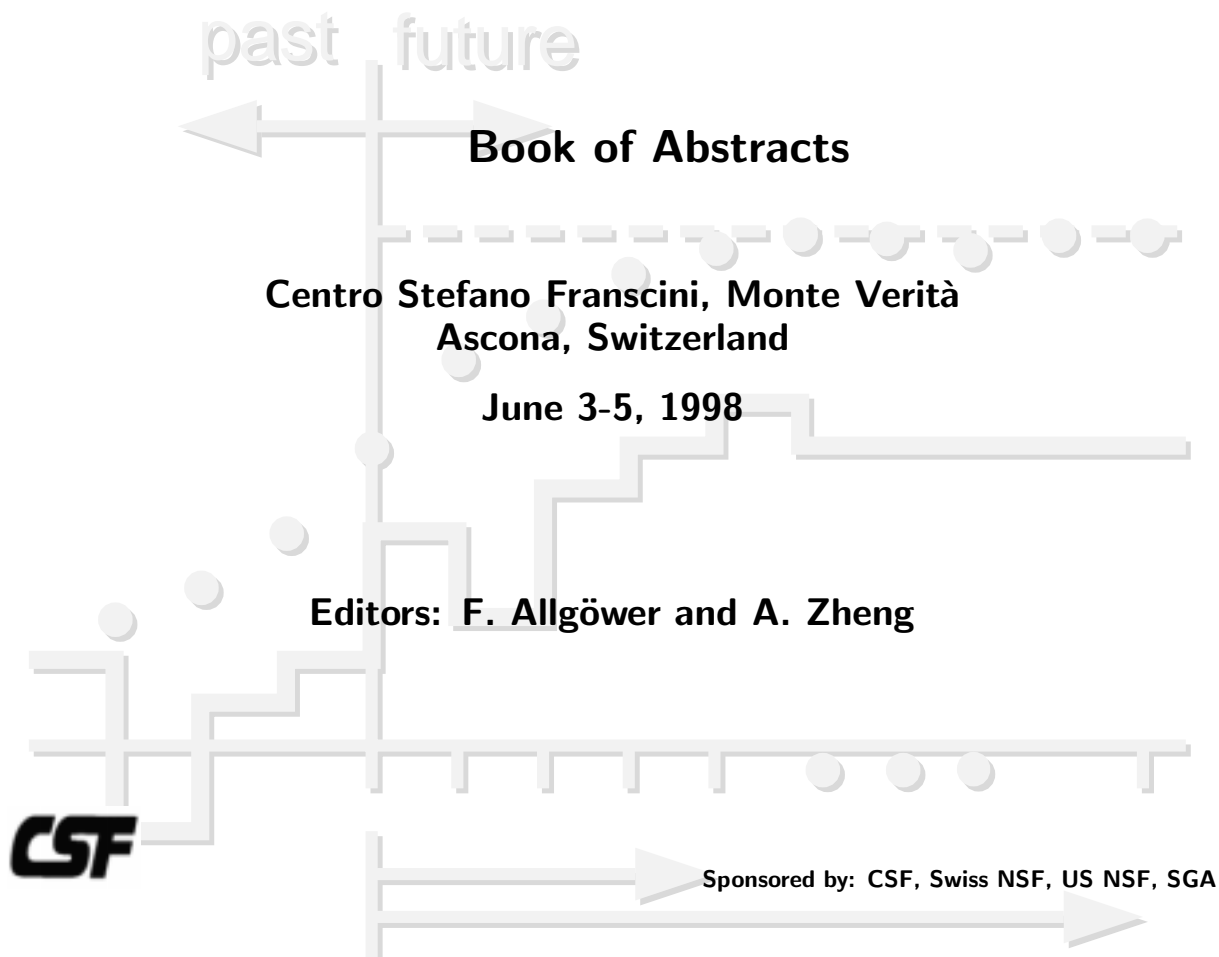 past future
Book of Abstracts
Centro Stefano Franscini, Monte Verità
Ascona, Switzerland
June 3-5, 1998
Editors: F. Allgöwer and A. Zheng
CSF
Sponsored by: CSF, Swiss NSF, US NSF, SGA